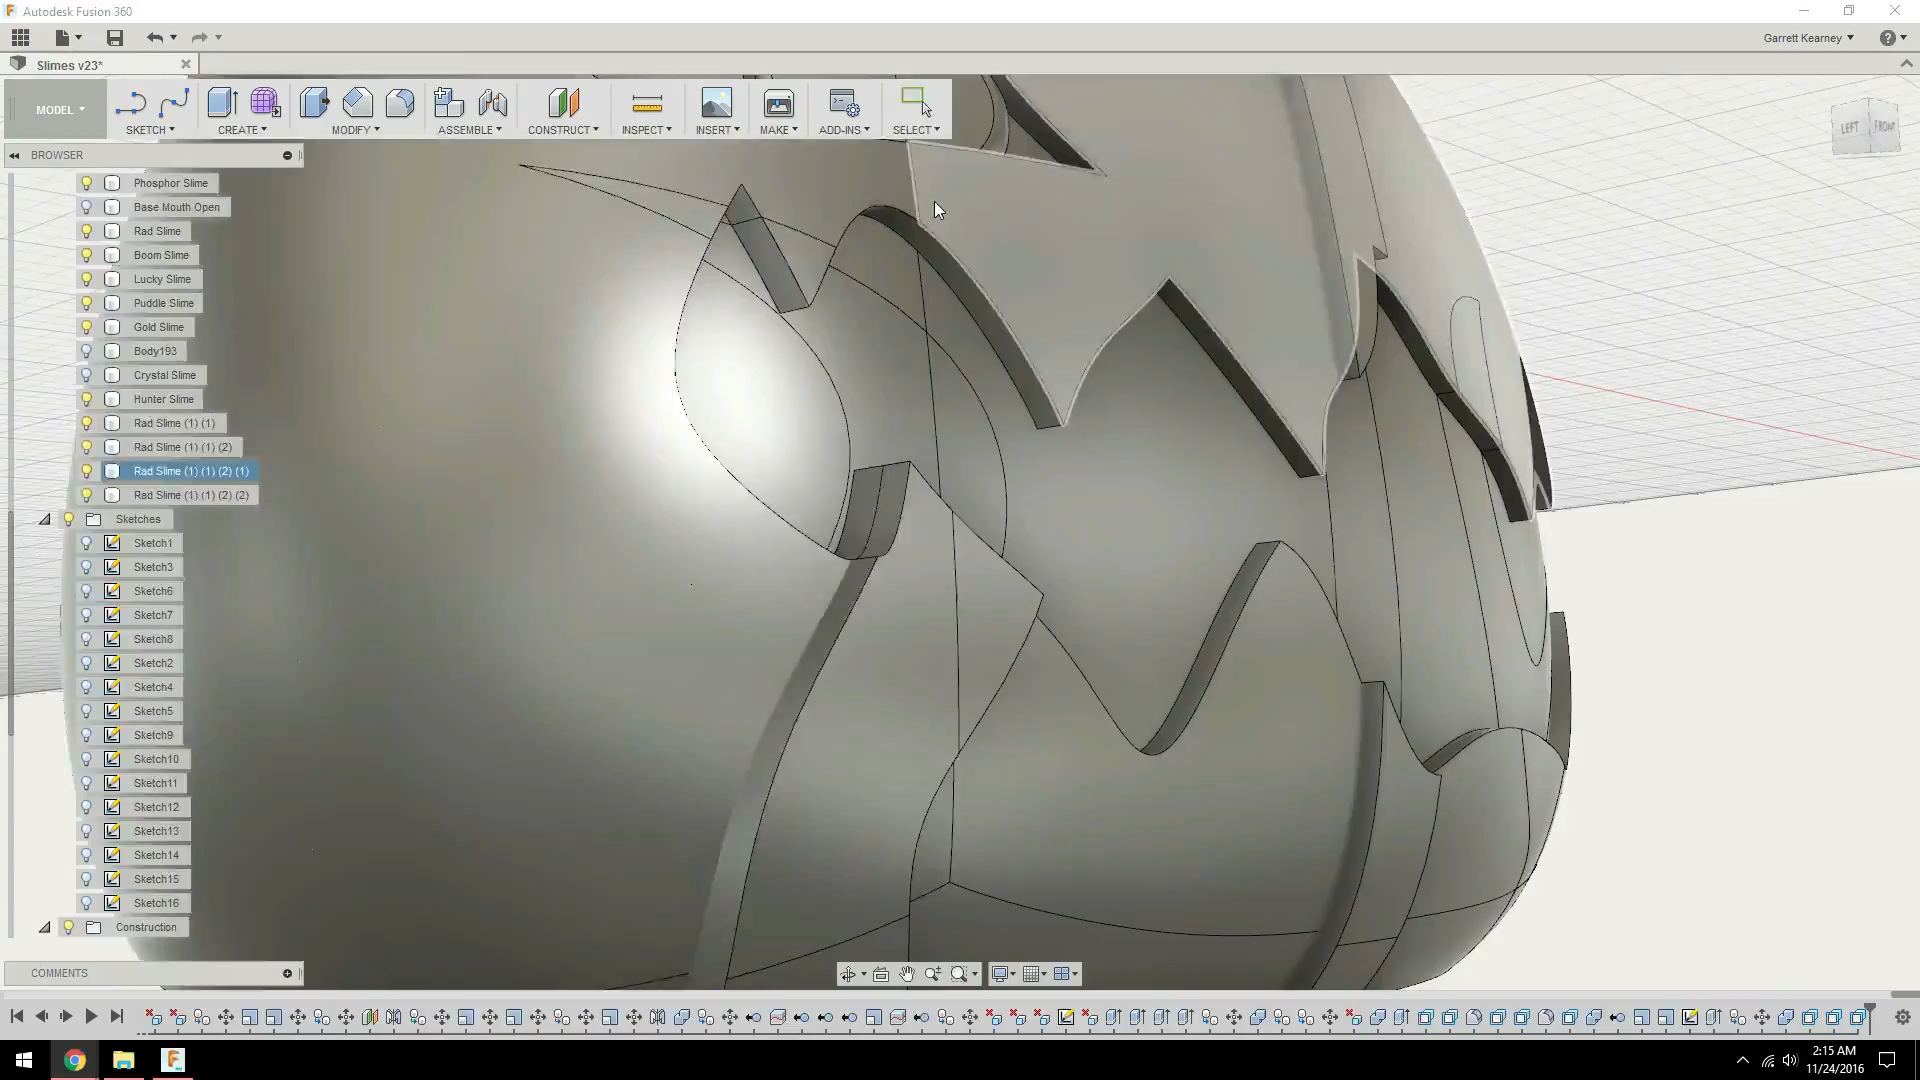 Autodesk Fusion 360
Garrett Kearney
Slimes v23*
MODEL
SKETCH
CREATE
MODIFY
ASSEMBLE
CONSTRUCT
INSPECT
INSERT
MAKE
ADD-INS
SELECT
LEFT
FRONT
BROWSER
Phosphor Slime
Base Mouth Open
Rad Slime
Boom Slime
Lucky Slime
Puddle Slime
Gold Slime
Body193
Crystal Slime
Hunter Slime
Rad Slime (1) (1)
Rad Slime (1) (1) (2)
Rad Slime (1) (1) (2) (1)
Rad Slime (1) (1) (2) (2)
Sketches
Sketch1
Sketch3
Sketch6
Sketch7
Sketch8
Sketch2
Sketch4
Sketch5
Sketch9
Sketch10
Sketch11
Sketch12
Sketch13
Sketch14
Sketch15
Sketch16
Construction
COMMENTS
2:15 AM
11/24/2016